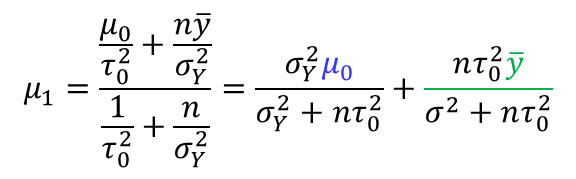 μ₁ = (μ₀/τ₀² + nȳ/σ_Y²)/(1/τ₀² + n/σ_Y²) = σ_Y²μ₀/(σ_Y² + nτ₀²) + nτ₀²ȳ/(σ² + nτ₀²)